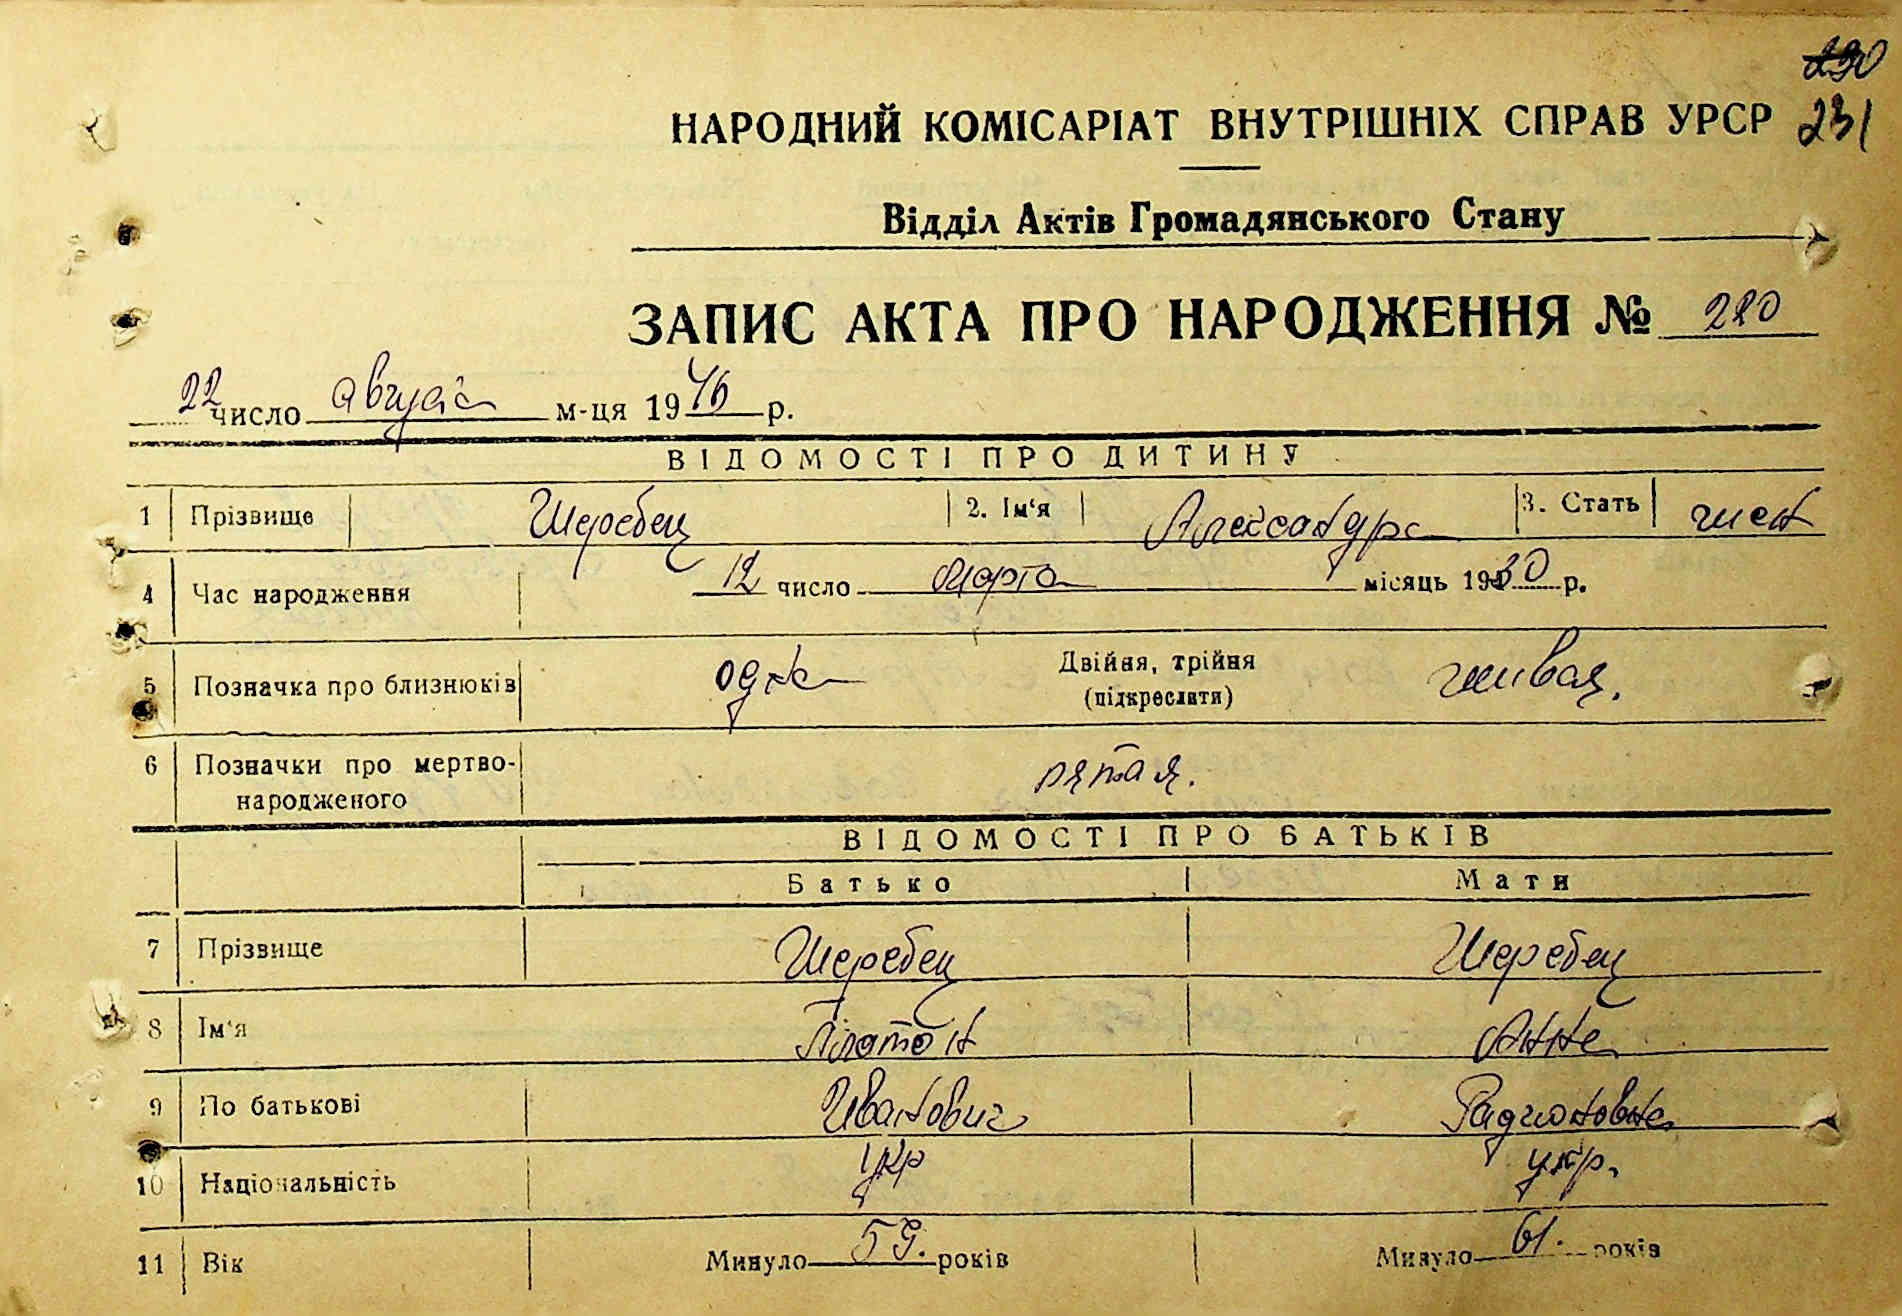 230
231
НАРОДНИЙ КОМІСАРІАТ ВНУТРІШНІХ СПРАВ УРСР
Відділ Актів Громадянського Стану
ЗАПИС АКТА ПРО НАРОДЖЕННЯ № 220
22 число августа м-ця 1946 р.
ВІДОМОСТІ ПРО ДИТИНУ
1 Прізвище Шеребец 2. Ім'я Александра 3. Стать жен
4 Час народження 12 число марта місяць 1930 р.
5 Позначка про близнюків одна Двійня, трійня (підкреслити) живая.
6 Позначки про мертвонародженого пятая.
ВІДОМОСТІ ПРО БАТЬКІВ
Батько Мати
7 Прізвище Шеребец Шеребец
8 Ім'я Платон Анна
9 По батькові Иванович Радионовна
10 Національність укр укр.
11 Вік Минуло 59. років Минуло 61. років